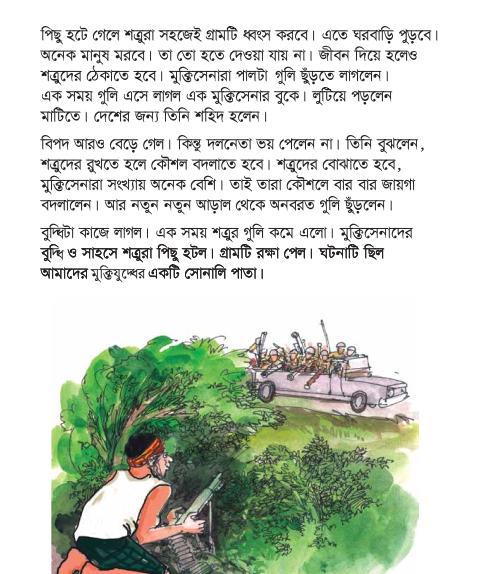 পিছু হটে গেলে শত্রুরা সহজেই গ্রামটি ধ্বংস করবে। এতে ঘরবাড়ি পুড়বে।
অনেক মানুষ মরবে। তা তো হতে দেওয়া যায় না। জীবন দিয়ে হলেও
শত্রুদের ঠেকাতে হবে। মুক্তিসেনারা পালটা গুলি ছুঁড়তে লাগলেন।
এক সময় গুলি এসে লাগল এক মুক্তিসেনার বুকে। লুটিয়ে পড়লেন
মাটিতে। দেশের জন্য তিনি শহিদ হলেন।
বিপদ আরও বেড়ে গেল। কিন্তু দলনেতা ভয় পেলেন না। তিনি বুঝলেন,
শত্রুদের রুখতে হলে কৌশল বদলাতে হবে। শত্রুদের বোঝাতে হবে,
মুক্তিসেনারা সংখ্যায় অনেক বেশি। তাই তারা কৌশলে বার বার জায়গা
বদলালেন। আর নতুন নতুন আড়াল থেকে অনবরত গুলি ছুঁড়লেন।
বুদ্ধিটা কাজে লাগল। এক সময় শত্রুর গুলি কমে এলো। মুক্তিসেনাদের
বুদ্ধি ও সাহসে শত্রুরা পিছু হটল। গ্রামটি রক্ষা পেল। ঘটনাটি ছিল
আমাদের মুক্তিযুদ্ধের একটি সোনালি পাতা।